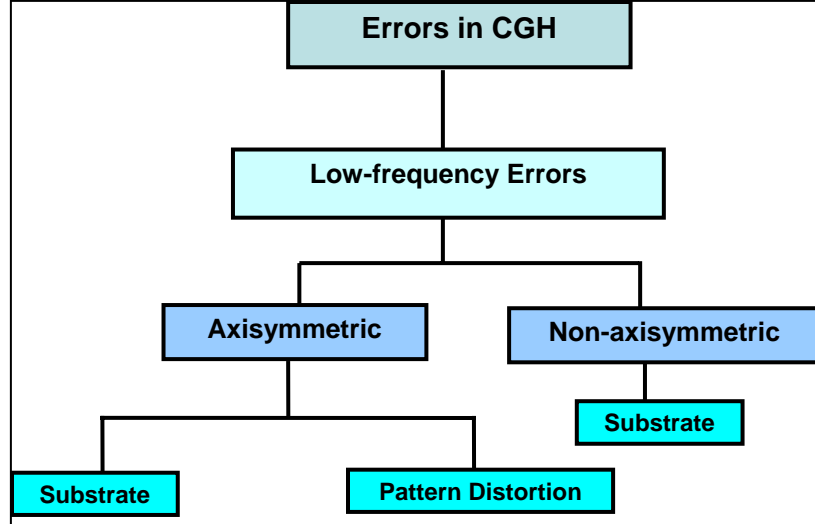 Errors in CGH
Low-frequency Errors
Axisymmetric
Non-axisymmetric
Substrate
Substrate
Pattern Distortion